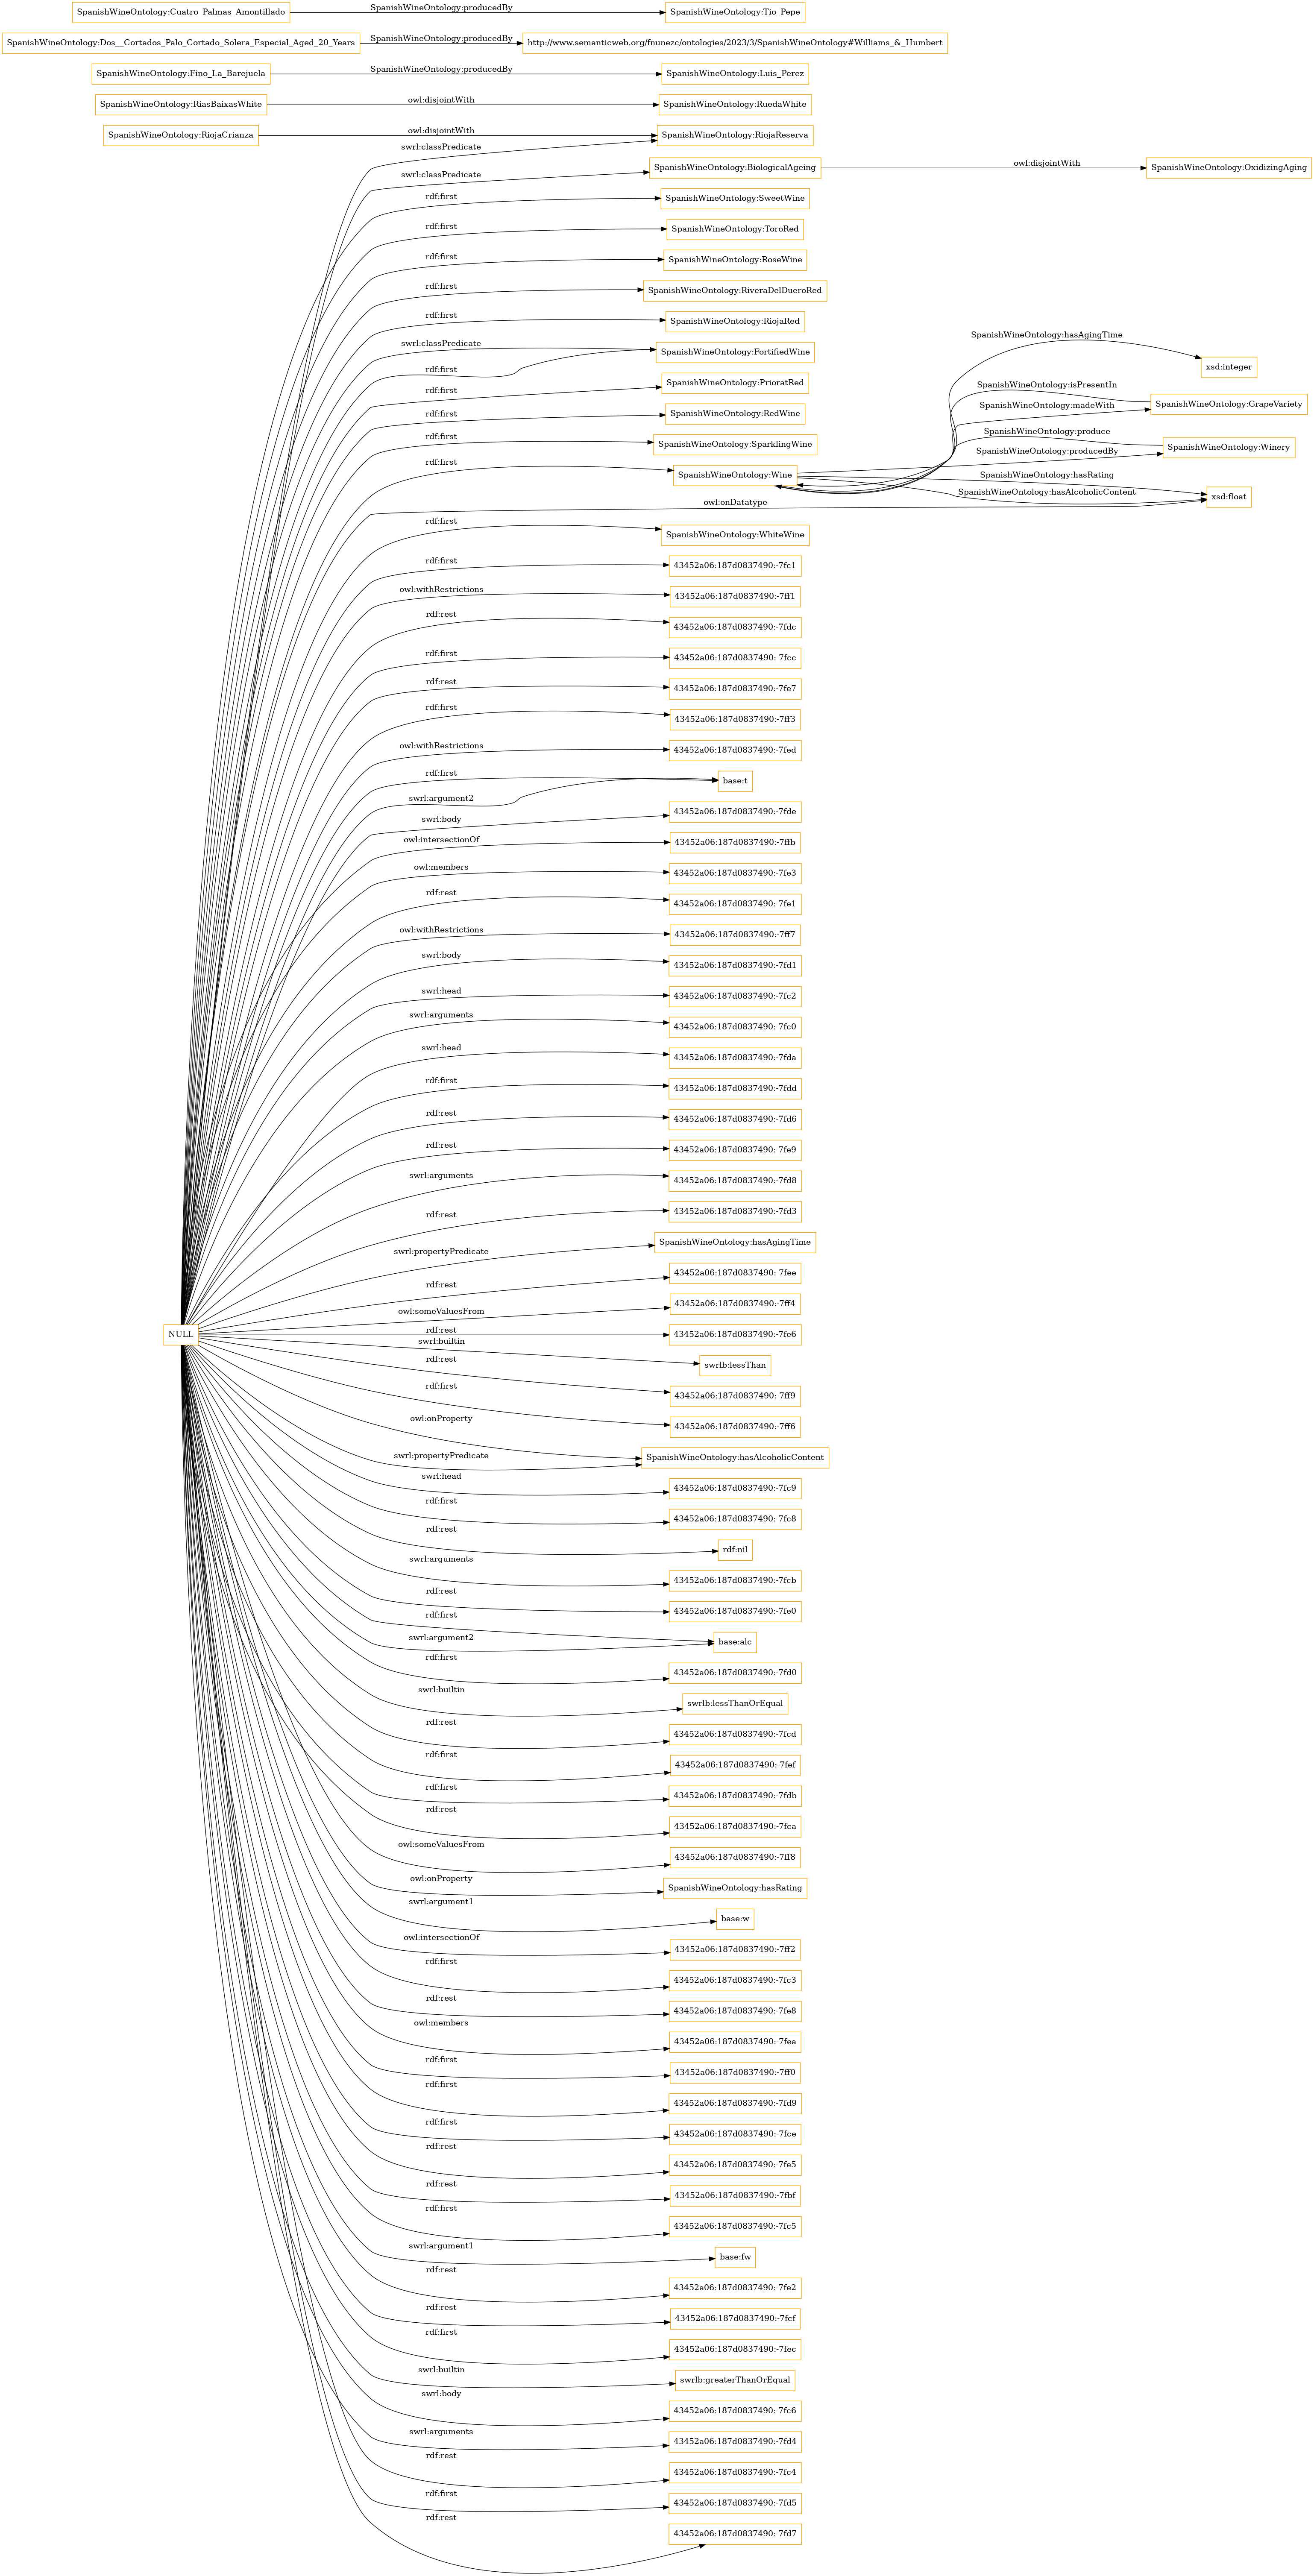 SpanishWineOntology:Cuatro_Palmas_Amontillado
SpanishWineOntology:producedBy
SpanishWineOntology:Tio_Pepe
SpanishWineOntology:Dos__Cortados_Palo_Cortado_Solera_Especial_Aged_20_Years
SpanishWineOntology:producedBy
http://www.semanticweb.org/fnunezc/ontologies/2023/3/SpanishWineOntology#Williams_&_Humbert
SpanishWineOntology:Fino_La_Barejuela
SpanishWineOntology:producedBy
SpanishWineOntology:Luis_Perez
SpanishWineOntology:RiasBaixasWhite
owl:disjointWith
SpanishWineOntology:RuedaWhite
SpanishWineOntology:RiojaCrianza
owl:disjointWith
SpanishWineOntology:RiojaReserva
swrl:classPredicate
swrl:classPredicate
SpanishWineOntology:BiologicalAgeing
owl:disjointWith
SpanishWineOntology:OxidizingAging
rdf:first
SpanishWineOntology:SweetWine
rdf:first
SpanishWineOntology:ToroRed
rdf:first
SpanishWineOntology:RoseWine
rdf:first
SpanishWineOntology:RiveraDelDueroRed
rdf:first
SpanishWineOntology:RiojaRed
swrl:classPredicate
SpanishWineOntology:FortifiedWine
rdf:first
rdf:first
SpanishWineOntology:PrioratRed
rdf:first
SpanishWineOntology:RedWine
rdf:first
SpanishWineOntology:SparklingWine
rdf:first
SpanishWineOntology:Wine
SpanishWineOntology:hasAgingTime
xsd:integer
SpanishWineOntology:isPresentIn
SpanishWineOntology:GrapeVariety
SpanishWineOntology:madeWith
SpanishWineOntology:produce
SpanishWineOntology:Winery
SpanishWineOntology:producedBy
SpanishWineOntology:hasRating
SpanishWineOntology:hasAlcoholicContent
xsd:float
owl:onDatatype
rdf:first
SpanishWineOntology:WhiteWine
rdf:first
43452a06:187d0837490:-7fc1
owl:withRestrictions
43452a06:187d0837490:-7ff1
rdf:rest
43452a06:187d0837490:-7fdc
rdf:first
43452a06:187d0837490:-7fcc
rdf:rest
43452a06:187d0837490:-7fe7
rdf:first
43452a06:187d0837490:-7ff3
owl:withRestrictions
43452a06:187d0837490:-7fed
rdf:first
base:t
swrl:argument2
swrl:body
43452a06:187d0837490:-7fde
owl:intersectionOf
43452a06:187d0837490:-7ffb
owl:members
43452a06:187d0837490:-7fe3
rdf:rest
43452a06:187d0837490:-7fe1
owl:withRestrictions
43452a06:187d0837490:-7ff7
swrl:body
43452a06:187d0837490:-7fd1
swrl:head
43452a06:187d0837490:-7fc2
swrl:arguments
43452a06:187d0837490:-7fc0
swrl:head
43452a06:187d0837490:-7fda
rdf:first
43452a06:187d0837490:-7fdd
rdf:rest
43452a06:187d0837490:-7fd6
rdf:rest
43452a06:187d0837490:-7fe9
swrl:arguments
43452a06:187d0837490:-7fd8
rdf:rest
43452a06:187d0837490:-7fd3
swrl:propertyPredicate
SpanishWineOntology:hasAgingTime
rdf:rest
43452a06:187d0837490:-7fee
owl:someValuesFrom
43452a06:187d0837490:-7ff4
NULL
rdf:rest
43452a06:187d0837490:-7fe6
swrl:builtin
swrlb:lessThan
rdf:rest
43452a06:187d0837490:-7ff9
rdf:first
43452a06:187d0837490:-7ff6
owl:onProperty
SpanishWineOntology:hasAlcoholicContent
swrl:propertyPredicate
swrl:head
43452a06:187d0837490:-7fc9
rdf:first
43452a06:187d0837490:-7fc8
rdf:rest
rdf:nil
swrl:arguments
43452a06:187d0837490:-7fcb
rdf:rest
43452a06:187d0837490:-7fe0
rdf:first
base:alc
swrl:argument2
rdf:first
43452a06:187d0837490:-7fd0
swrl:builtin
swrlb:lessThanOrEqual
rdf:rest
43452a06:187d0837490:-7fcd
rdf:first
43452a06:187d0837490:-7fef
rdf:first
43452a06:187d0837490:-7fdb
rdf:rest
43452a06:187d0837490:-7fca
owl:someValuesFrom
43452a06:187d0837490:-7ff8
owl:onProperty
SpanishWineOntology:hasRating
swrl:argument1
base:w
owl:intersectionOf
43452a06:187d0837490:-7ff2
rdf:first
43452a06:187d0837490:-7fc3
rdf:rest
43452a06:187d0837490:-7fe8
owl:members
43452a06:187d0837490:-7fea
rdf:first
43452a06:187d0837490:-7ff0
rdf:first
43452a06:187d0837490:-7fd9
rdf:first
43452a06:187d0837490:-7fce
rdf:rest
43452a06:187d0837490:-7fe5
rdf:rest
43452a06:187d0837490:-7fbf
rdf:first
43452a06:187d0837490:-7fc5
swrl:argument1
base:fw
rdf:rest
43452a06:187d0837490:-7fe2
rdf:rest
43452a06:187d0837490:-7fcf
rdf:first
43452a06:187d0837490:-7fec
swrl:builtin
swrlb:greaterThanOrEqual
swrl:body
43452a06:187d0837490:-7fc6
swrl:arguments
43452a06:187d0837490:-7fd4
rdf:rest
43452a06:187d0837490:-7fc4
rdf:first
43452a06:187d0837490:-7fd5
rdf:rest
43452a06:187d0837490:-7fd7